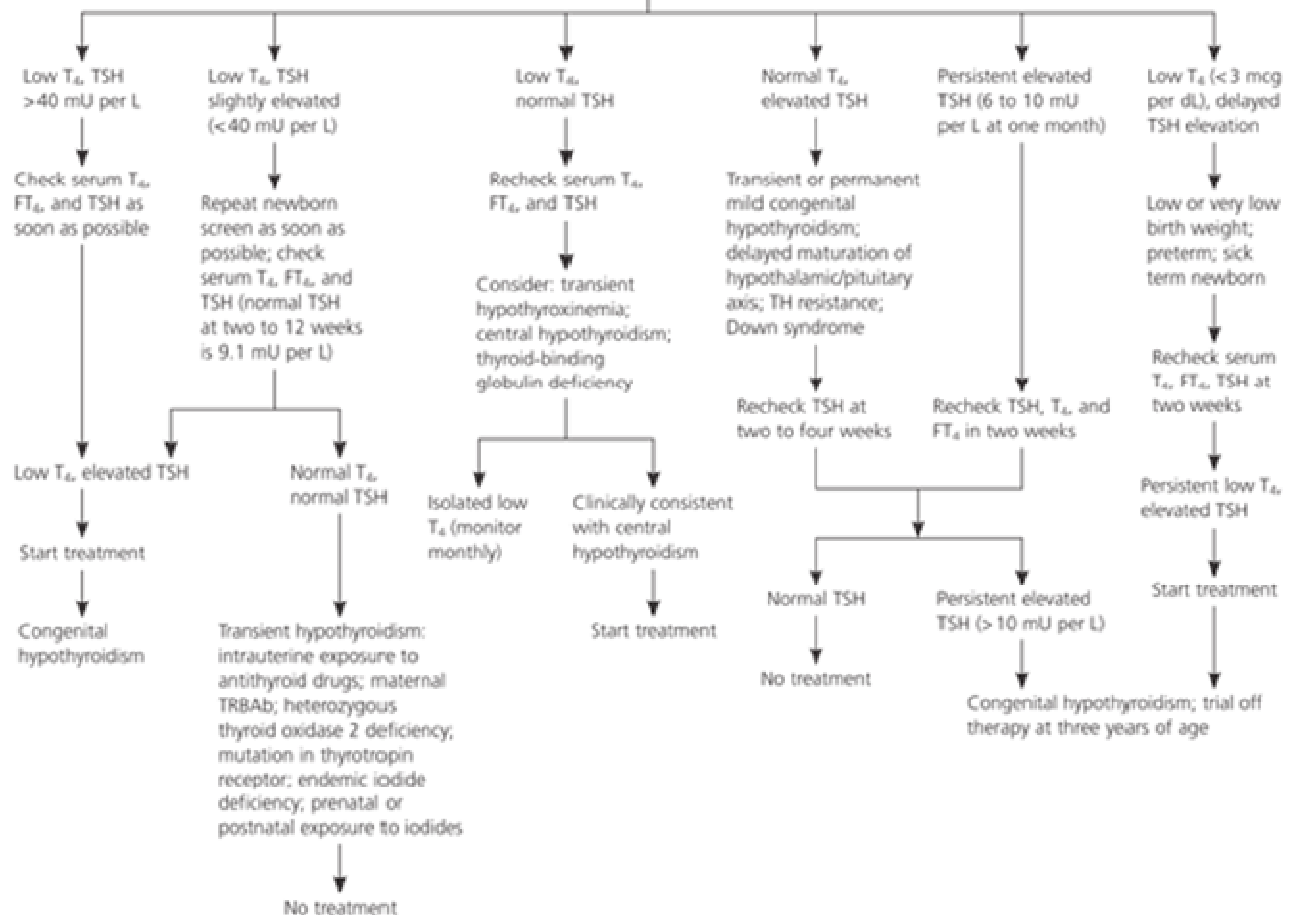 Low T₄, TSH
>40 mU per L
Check serum T₄,
FT₄, and TSH as
soon as possible
Low T₄, TSH
slightly elevated
(<40 mU per L)
Repeat newborn
screen as soon as
possible; check
serum T₄, FT₄, and
TSH (normal TSH
at two to 12 weeks
is 9.1 mU per L)
Low T₄, elevated TSH
Start treatment
Congenital
hypothyroidism
Normal T₄,
normal TSH
Transient hypothyroidism:
intrauterine exposure to
antithyroid drugs; maternal
TRBAb; heterozygous
thyroid oxidase 2 deficiency;
mutation in thyrotropin
receptor; endemic iodide
deficiency; prenatal or
postnatal exposure to iodides
No treatment
Low T₄,
normal TSH
Recheck serum T₄,
FT₄, and TSH
Consider: transient
hypothyroxinemia;
central hypothyroidism;
thyroid-binding
globulin deficiency
Isolated low
T₄ (monitor
monthly)
Clinically consistent
with central
hypothyroidism
Start treatment
Normal T₄,
elevated TSH
Transient or permanent
mild congenital
hypothyroidism;
delayed maturation of
hypothalamic/pituitary
axis; TH resistance;
Down syndrome
Recheck TSH at
two to four weeks
Persistent elevated
TSH (6 to 10 mU
per L at one month)
Recheck TSH, T₄, and
FT₄ in two weeks
Normal TSH
No treatment
Persistent elevated
TSH (> 10 mU per L)
Low T₄ (<3 mcg
per dL), delayed
TSH elevation
Low or very low
birth weight;
preterm; sick
term newborn
Recheck serum
T₄, FT₄, TSH at
two weeks
Persistent low T₄,
elevated TSH
Start treatment
Congenital hypothyroidism; trial off
therapy at three years of age